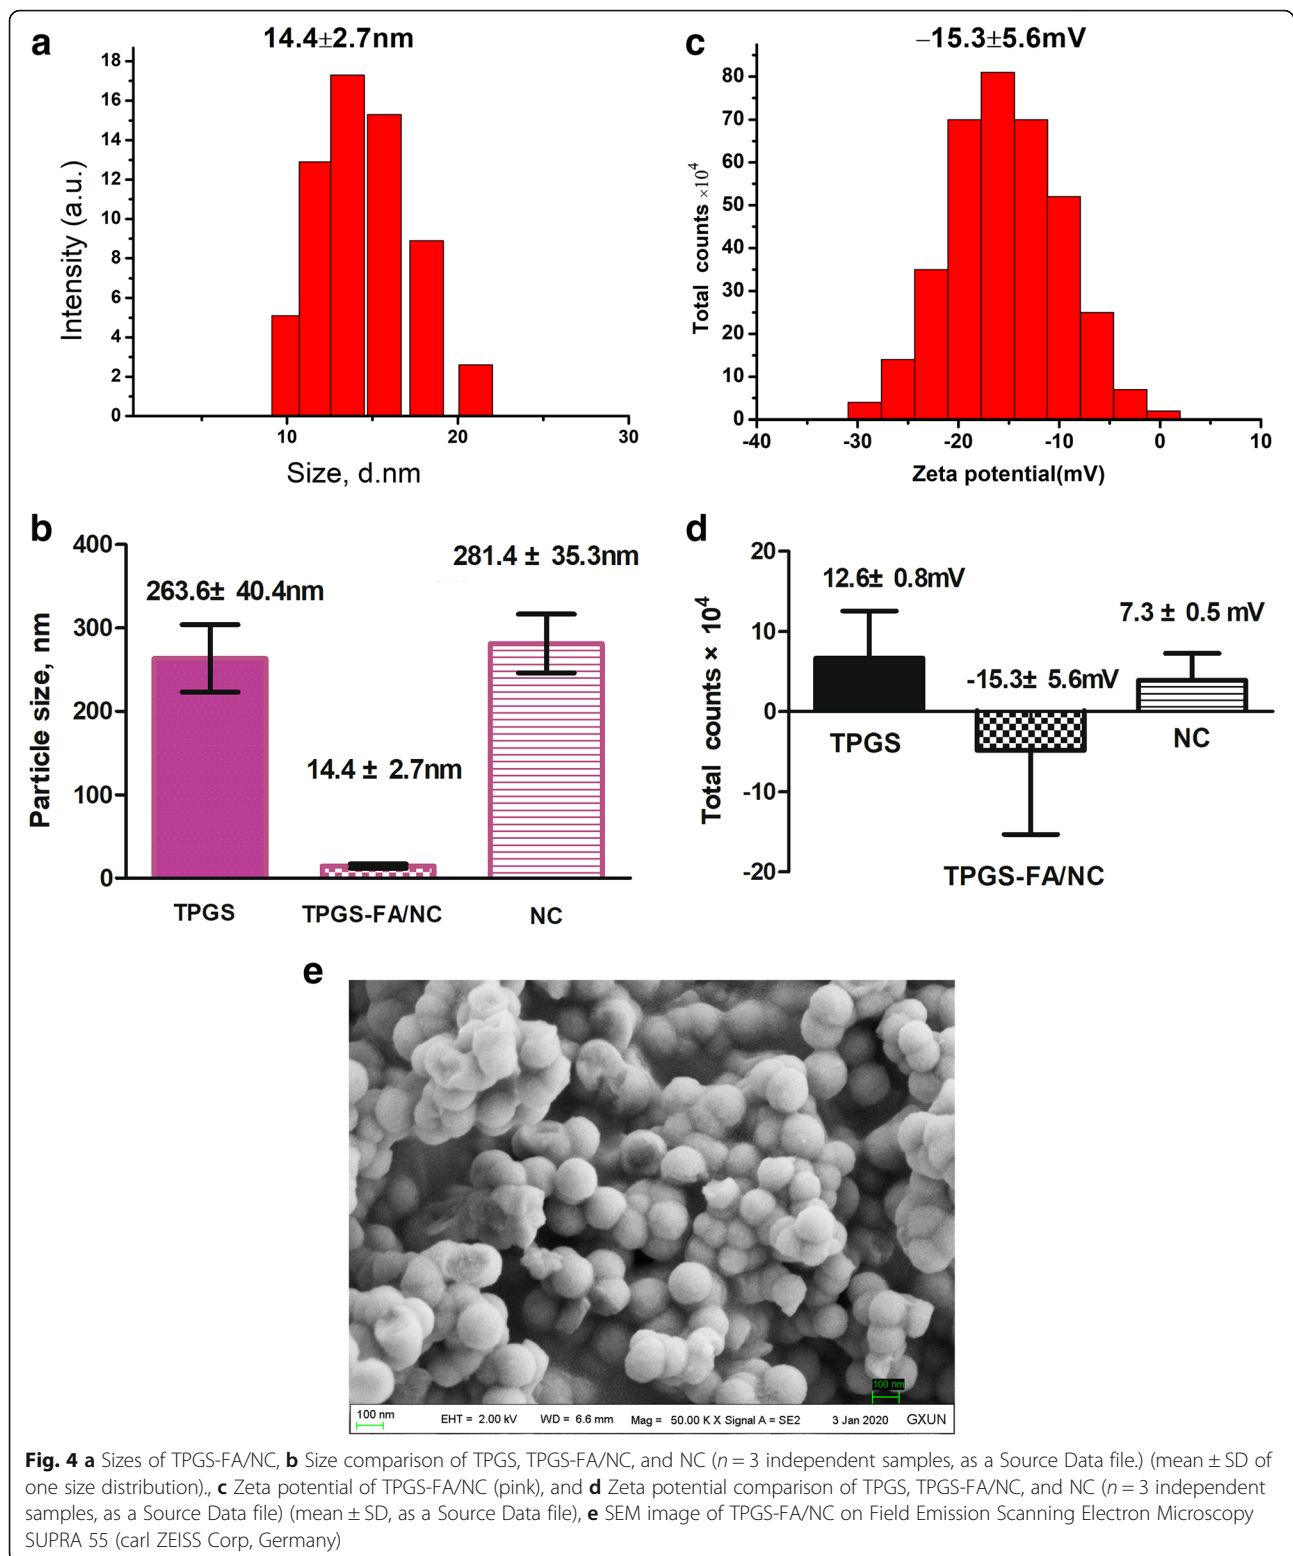 a
14.4±2.7nm
18
16
14
12
10
8
6
4
2
0
10
20
30
Intensity (a.u.)
Size, d.nm
c
−15.3±5.6mV
80
70
60
50
40
30
20
10
0
-40
-30
-20
-10
0
10
Total counts ×10⁴
Zeta potential(mV)
b
400
300
200
100
0
Particle size, nm
263.6± 40.4nm
14.4 ± 2.7nm
281.4 ± 35.3nm
TPGS
TPGS-FA/NC
NC
d
20
10
0
-10
-20
Total counts × 10⁴
12.6± 0.8mV
-15.3± 5.6mV
7.3 ± 0.5 mV
TPGS
TPGS-FA/NC
NC
e
100 nm
100 nm
EHT = 2.00 kV WD = 6.6 mm Mag = 50.00 K X Signal A = SE2 3 Jan 2020 GXUN
Fig. 4 a Sizes of TPGS-FA/NC, b Size comparison of TPGS, TPGS-FA/NC, and NC (n = 3 independent samples, as a Source Data file.) (mean ± SD of
one size distribution)., c Zeta potential of TPGS-FA/NC (pink), and d Zeta potential comparison of TPGS, TPGS-FA/NC, and NC (n = 3 independent
samples, as a Source Data file) (mean ± SD, as a Source Data file), e SEM image of TPGS-FA/NC on Field Emission Scanning Electron Microscopy
SUPRA 55 (carl ZEISS Corp, Germany)